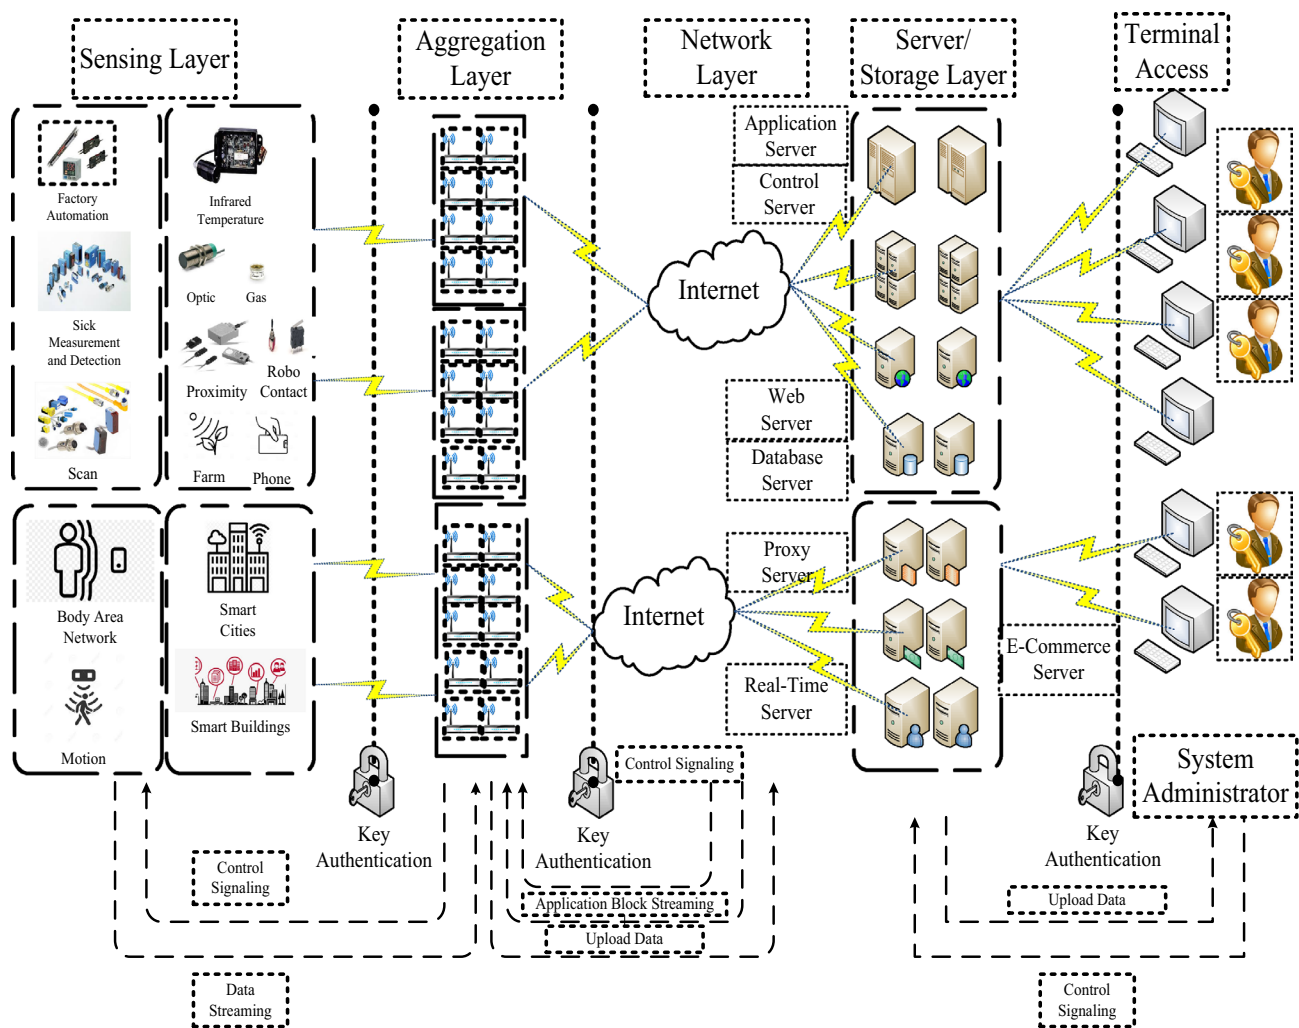 Sensing Layer
Aggregation
Layer
Network
Layer
Server/
Storage Layer
Terminal
Access
Factory
Automation
Infrared
Temperature
Optic
Gas
Sick
Measurement
and Detection
Proximity
Robo
Contact
Scan
Farm
Phone
Body Area
Network
Smart
Cities
Motion
Smart Buildings
Application
Server
Control
Server
Internet
Web
Server
Database
Server
Internet
Proxy
Server
Real-Time
Server
E-Commerce
Server
Key
Authentication
Key
Authentication
Key
Authentication
System
Administrator
Control Signaling
Control
Signaling
Application Block Streaming
Upload Data
Data
Streaming
Upload Data
Control
Signaling